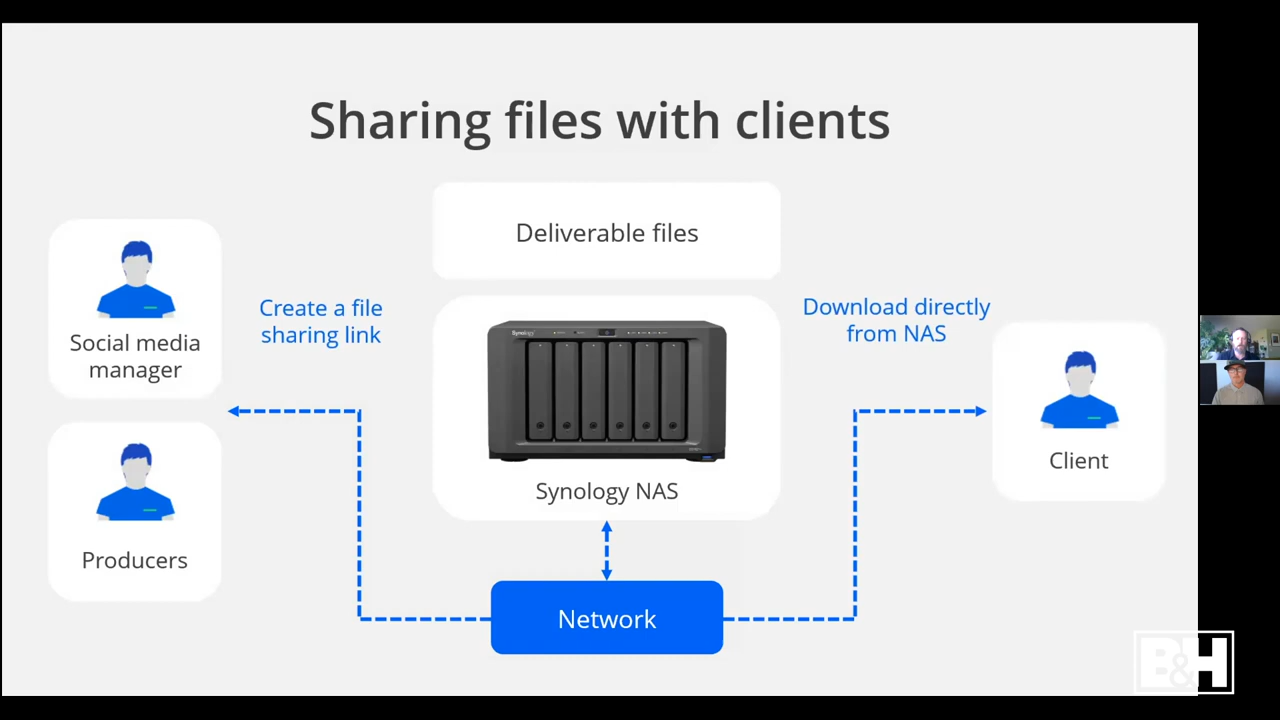 Sharing files with clients
Deliverable files
Social media
manager
Create a file
sharing link
Synology
Download directly
from NAS
Client
Synology NAS
Producers
Network
B&H